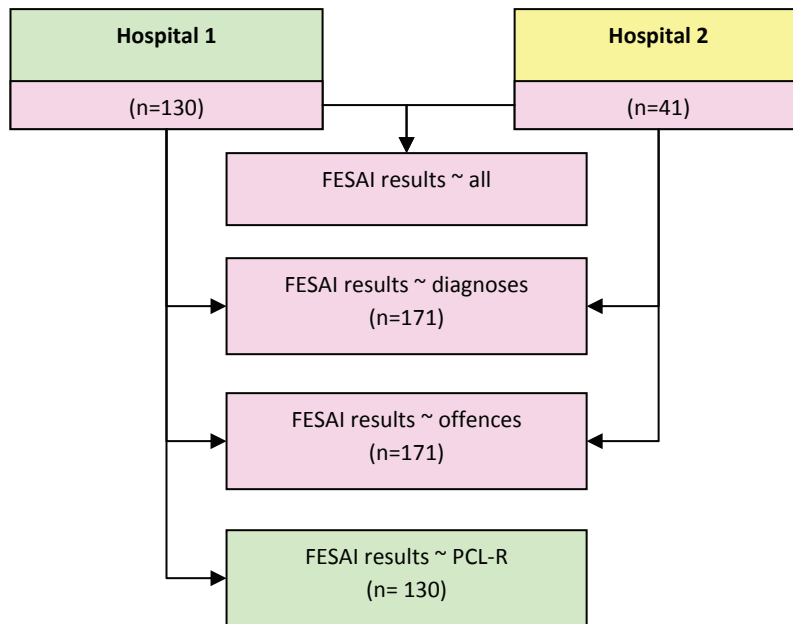 Hospital 1
(n=130)
Hospital 2
(n=41)
FESAI results ~ all
FESAI results ~ diagnoses
(n=171)
FESAI results ~ offences
(n=171)
FESAI results ~ PCL-R
(n= 130)